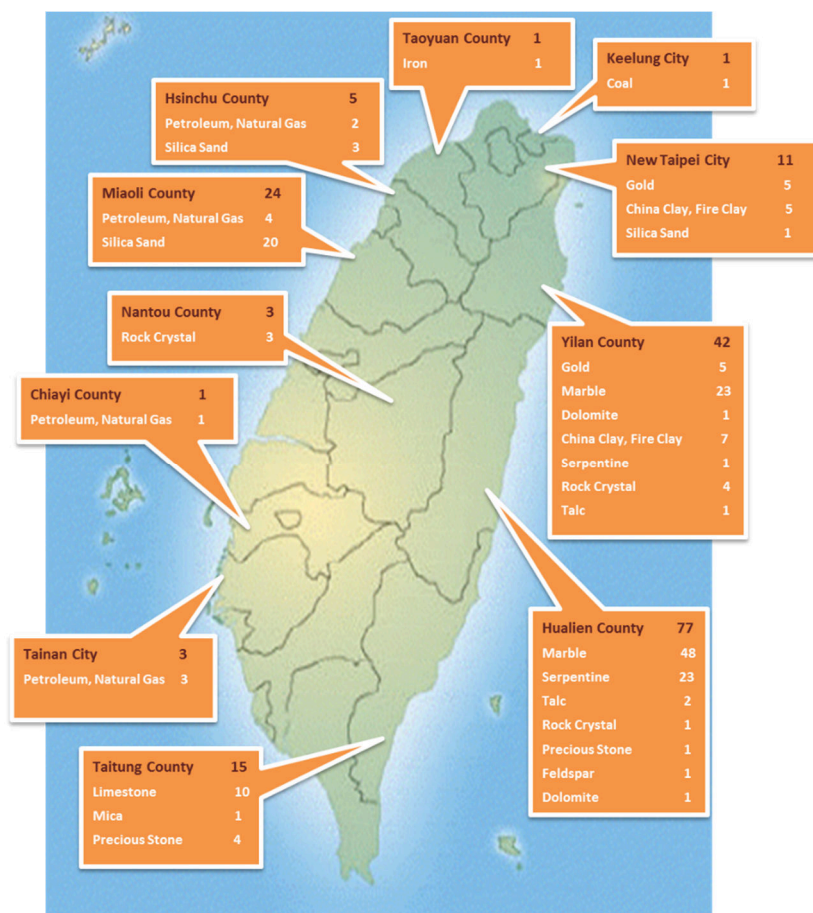 Taoyuan County 1
Iron 1
Keelung City 1
Coal 1
Hsinchu County 5
Petroleum, Natural Gas 2
Silica Sand 3
New Taipei City 11
Gold 5
China Clay, Fire Clay 5
Silica Sand 1
Miaoli County 24
Petroleum, Natural Gas 4
Silica Sand 20
Nantou County 3
Rock Crystal 3
Yilan County 42
Gold 5
Marble 23
Dolomite 1
China Clay, Fire Clay 7
Serpentine 1
Rock Crystal 4
Talc 1
Chiayi County 1
Petroleum, Natural Gas 1
Hualien County 77
Marble 48
Serpentine 23
Talc 2
Rock Crystal 1
Precious Stone 1
Feldspar 1
Dolomite 1
Tainan City 3
Petroleum, Natural Gas 3
Taitung County 15
Limestone 10
Mica 1
Precious Stone 4